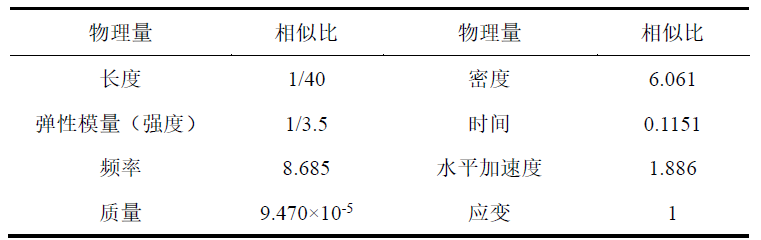 物理量 相似比 物理量 相似比
长度 1/40 密度 6.061
弹性模量（强度） 1/3.5 时间 0.1151
频率 8.685 水平加速度 1.886
质量 9.470×10-5 应变 1